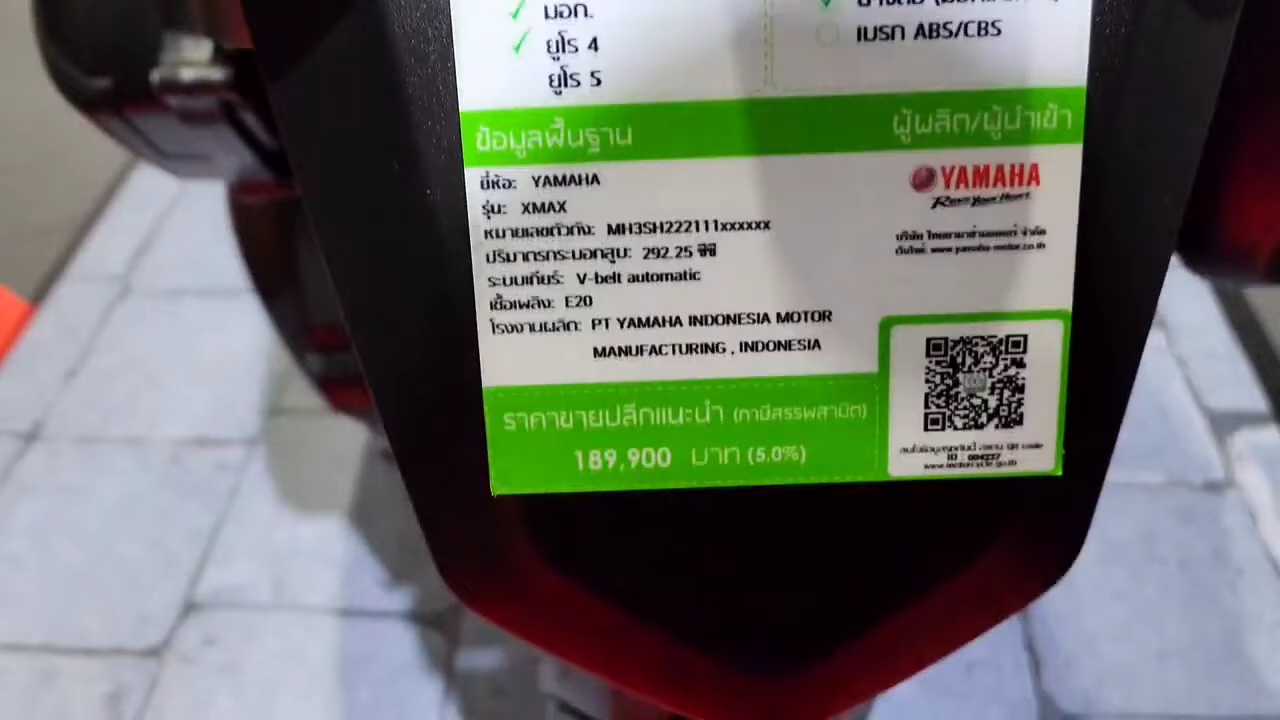 มอก.
ยูโร 4
ยูโร 5
เบรก ABS/CBS
ข้อมูลพื้นฐาน
ผู้ผลิต/ผู้นำเข้า
ยี่ห้อ: YAMAHA
รุ่น: XMAX
หมายเลขตัวถัง: MH3SH222111xxxxxx
ปริมาตรกระบอกสูบ: 292.25 ซีซี
ระบบเกียร์: V-belt automatic
เชื้อเพลิง: E20
โรงงานผลิต: PT YAMAHA INDONESIA MOTOR
MANUFACTURING , INDONESIA
YAMAHA
Revs Your Heart
บริษัท ไทยยามาฮ่ามอเตอร์ จำกัด
เว็บไซต์: www.yamaha-motor.co.th
ราคาขายปลีกแนะนำ (ภาษีสรรพสามิต)
189,900 บาท (5.0%)
ID : 004227
www.motorcycle.go.th